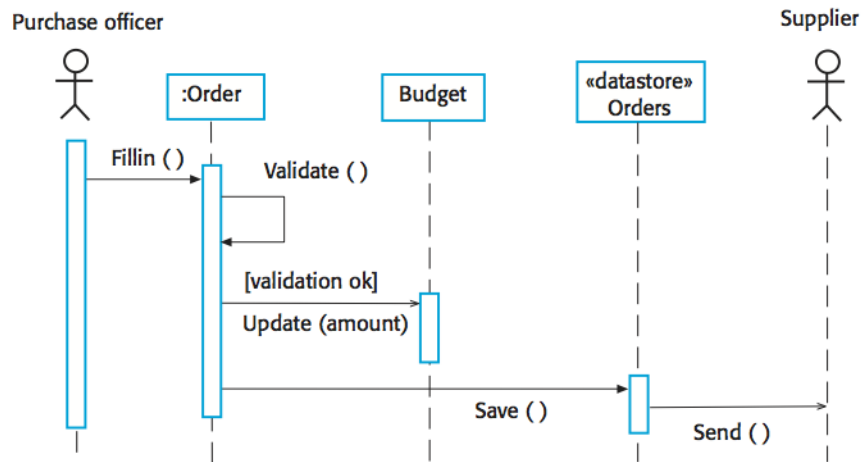 Purchase officer
Supplier
:Order
Budget
«datastore»
Orders
Fillin ( )
Validate ( )
[validation ok]
Update (amount)
Save ( )
Send ( )